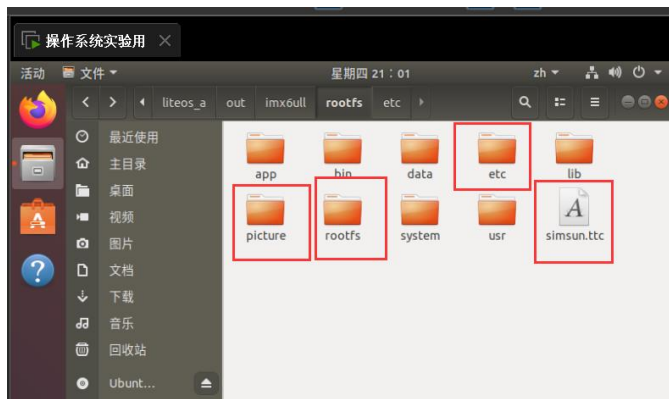 操作系统实验用
活动 文件 星期四 21：01 zh
liteos_a out imx6ull rootfs etc
最近使用
主目录
桌面
视频
图片
文档
下载
音乐
回收站
Ubunt...
app bin data etc lib
picture rootfs system usr simsun.ttc